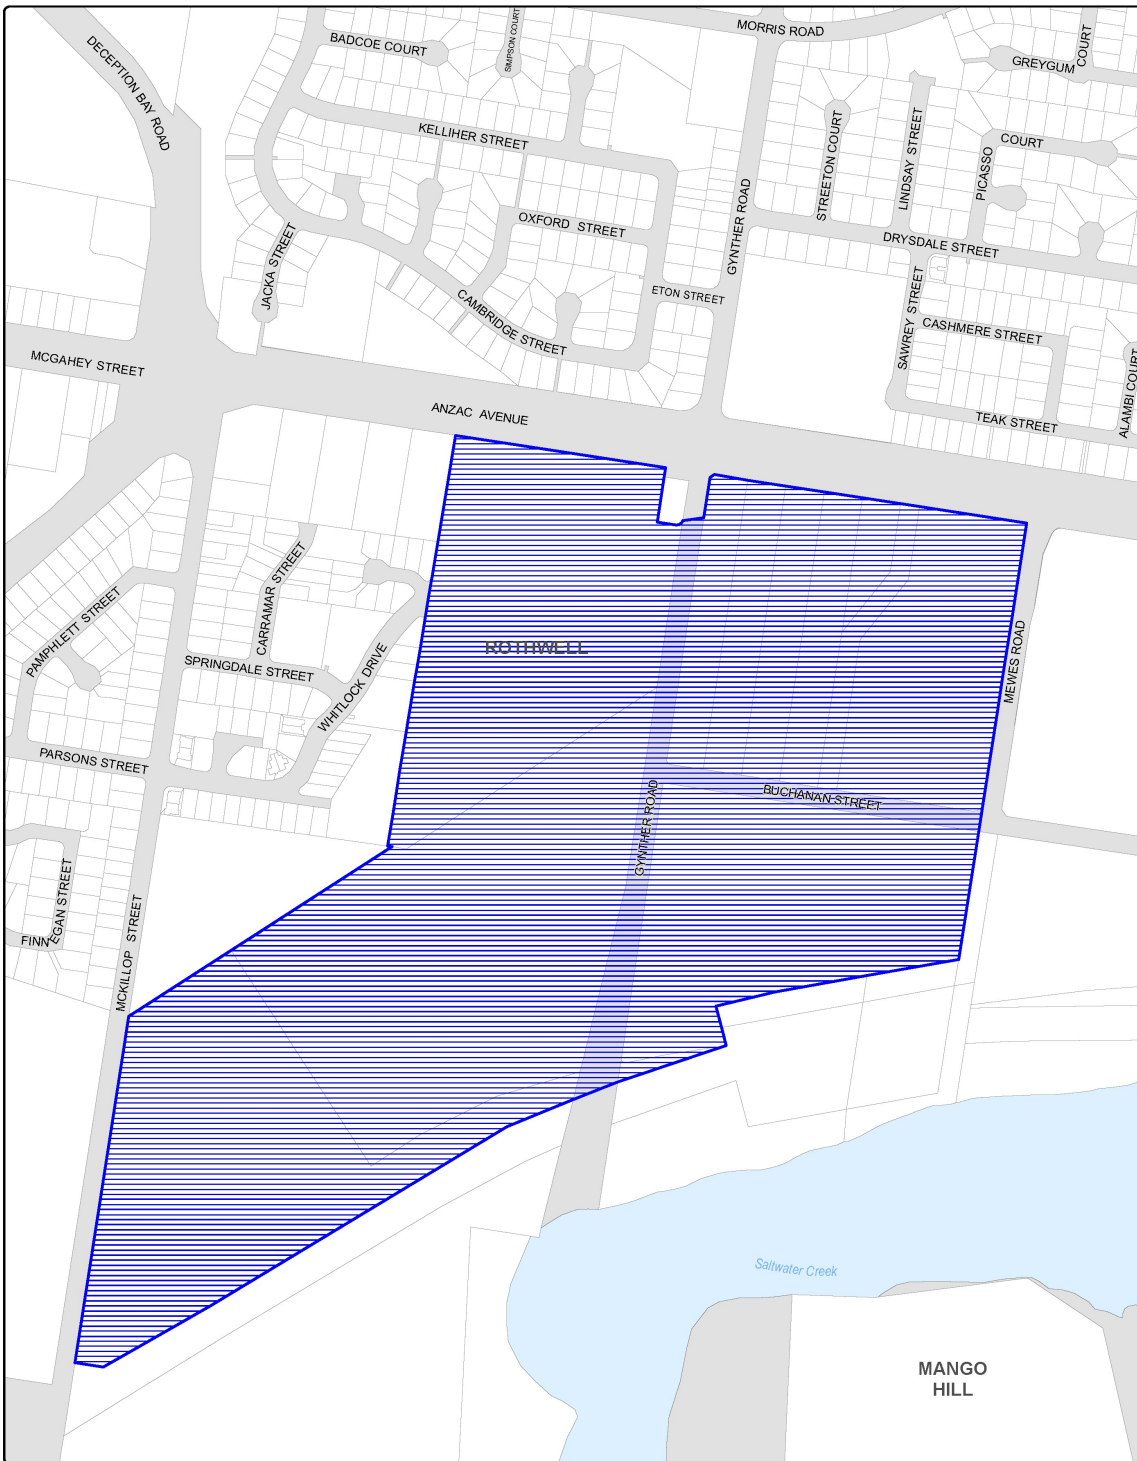 MORRIS ROAD
DECEPTION BAY ROAD
BADCOE COURT
SIMPSON COURT
GREYGUM
COURT
KELLIHER STREET
STREETON COURT
LINDSAY STREET
COURT
PICASSO
OXFORD STREET
GYNTHER ROAD
DRYSDALE STREET
JACKA STREET
ETON STREET
CAMBRIDGE STREET
SAWREY STREET
CASHMERE STREET
MCGAHEY STREET
ALAMBI COURT
ANZAC AVENUE
TEAK STREET
CARRAMAR STREET
PAMPHLETT STREET
ROTHWELL
SPRINGDALE STREET
WHITLOCK DRIVE
MEWES ROAD
PARSONS STREET
BUCHANAN STREET
GYNTHER ROAD
EGAN STREET
FINN
MCKILLOP STREET
Saltwater Creek
MANGO
HILL